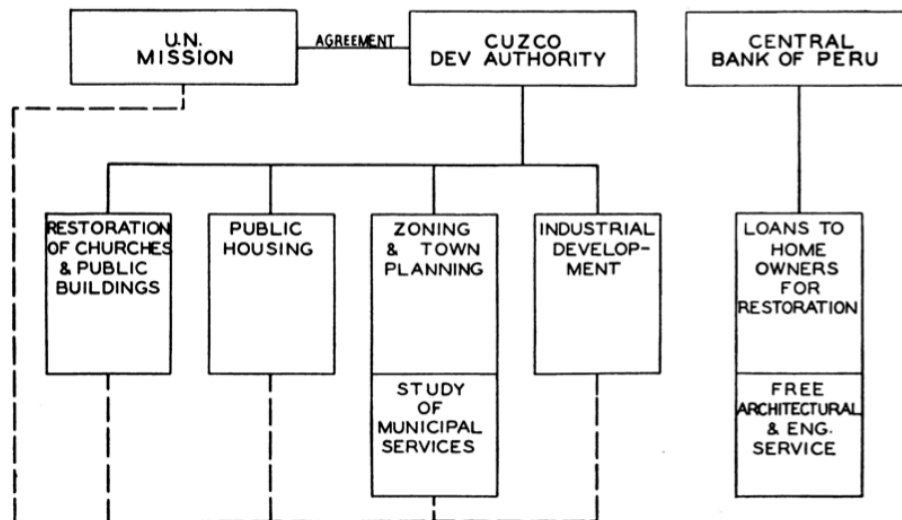 U.N.
MISSION
AGREEMENT
CUZCO
DEV AUTHORITY
CENTRAL
BANK OF PERU
RESTORATION
OF CHURCHES
& PUBLIC
BUILDINGS
PUBLIC
HOUSING
ZONING
& TOWN
PLANNING
STUDY
OF
MUNICIPAL
SERVICES
INDUSTRIAL
DEVELOP-
MENT
LOANS TO
HOME
OWNERS
FOR
RESTORATION
FREE
ARCHITECTURAL
& ENG.
SERVICE